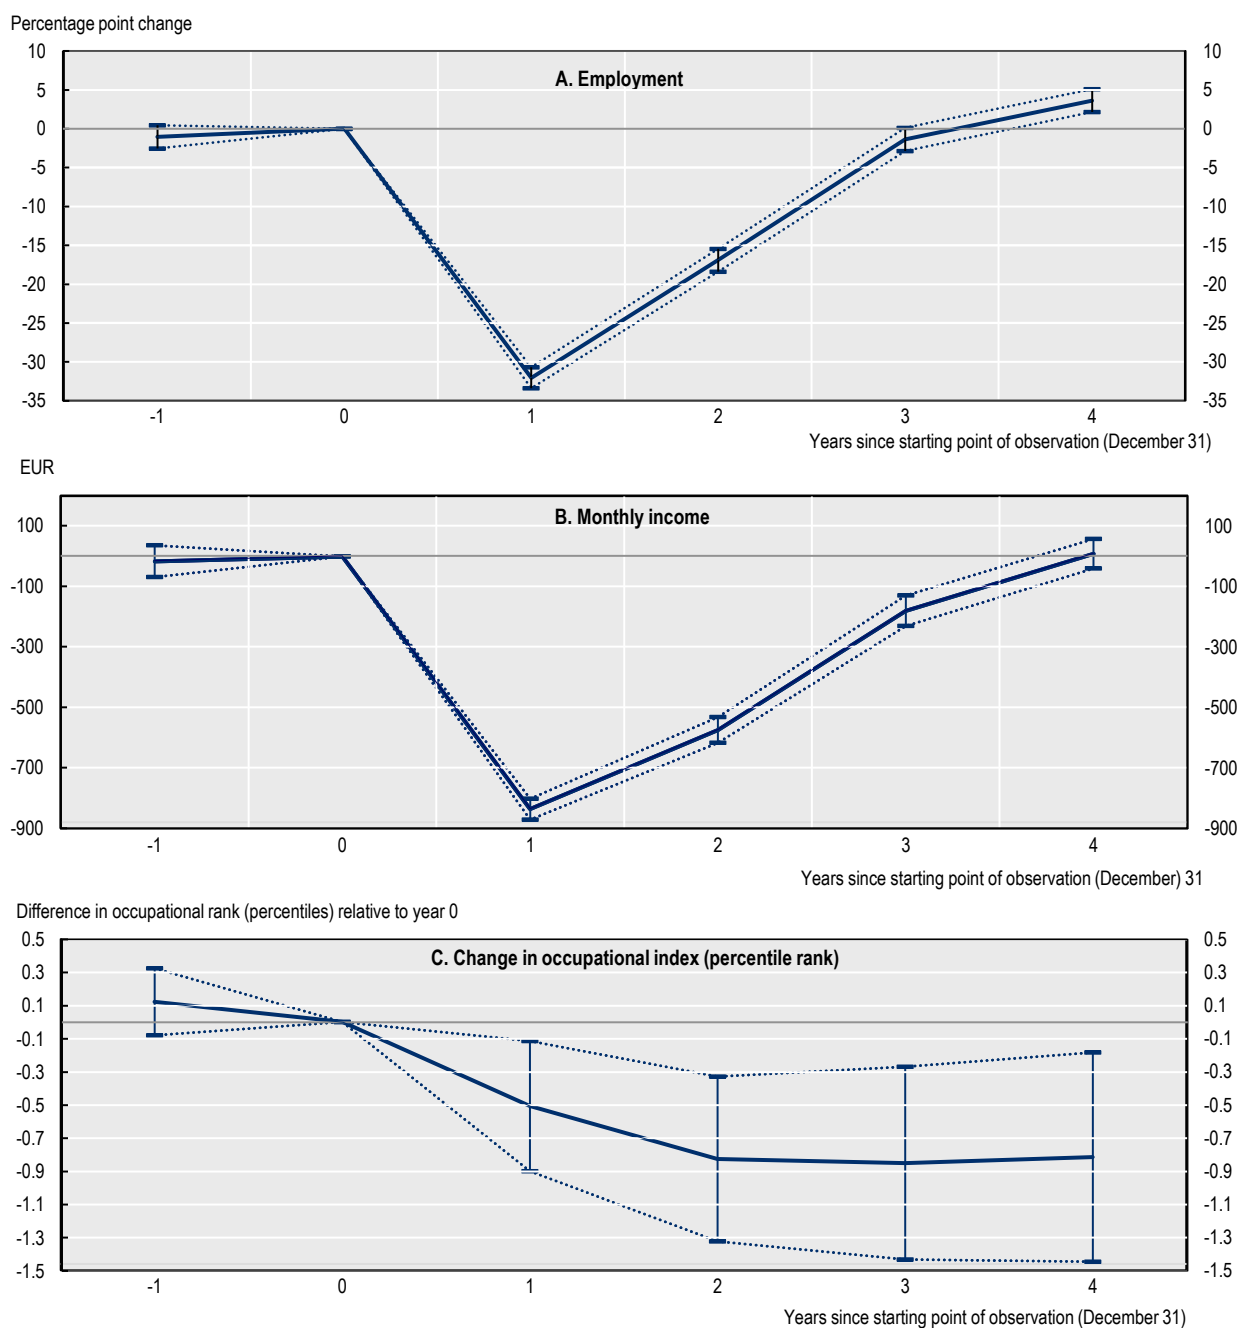 Percentage point change
A. Employment
10 10
5 5
0 0
-5 -5
-10 -10
-15 -15
-20 -20
-25 -25
-30 -30
-35 -35
-1 0 1 2 3 4
Years since starting point of observation (December 31)
EUR
B. Monthly income
100 100
-100 -100
-300 -300
-500 -500
-700 -700
-900 -900
-1 0 1 2 3 4
Years since starting point of observation (December) 31
Difference in occupational rank (percentiles) relative to year 0
C. Change in occupational index (percentile rank)
0.5 0.5
0.3 0.3
0.1 0.1
-0.1 -0.1
-0.3 -0.3
-0.5 -0.5
-0.7 -0.7
-0.9 -0.9
-1.1 -1.1
-1.3 -1.3
-1.5 -1.5
-1 0 1 2 3 4
Years since starting point of observation (December 31)